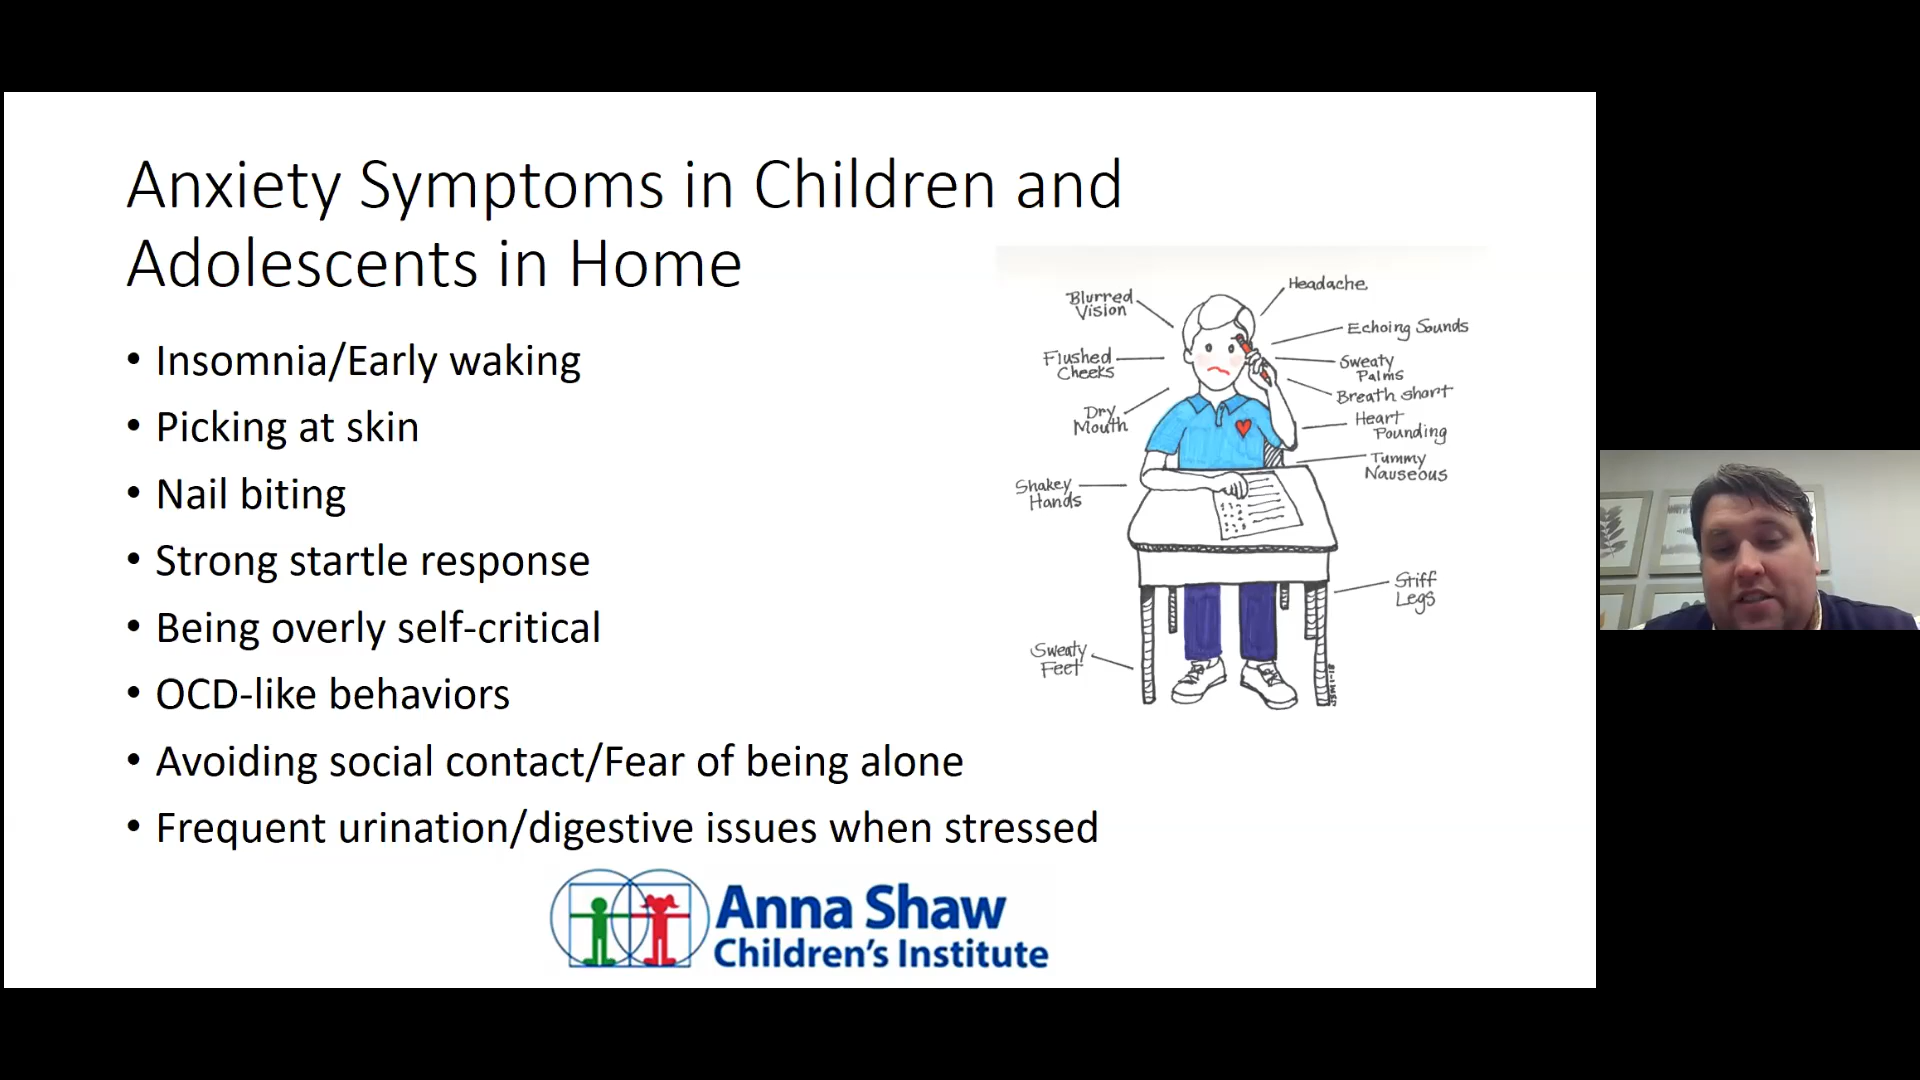 Anxiety Symptoms in Children and
Adolescents in Home
• Insomnia/Early waking
• Picking at skin
• Nail biting
• Strong startle response
• Being overly self-critical
• OCD-like behaviors
• Avoiding social contact/Fear of being alone
• Frequent urination/digestive issues when stressed
Blurred
Vision
Flushed
Cheeks
Dry
Mouth
Shakey
Hands
Sweaty
Feet
Headache
Echoing Sounds
Sweaty
Palms
Breath short
Heart
Pounding
Tummy
Nauseous
Stiff
Legs
Anna Shaw
Children's Institute